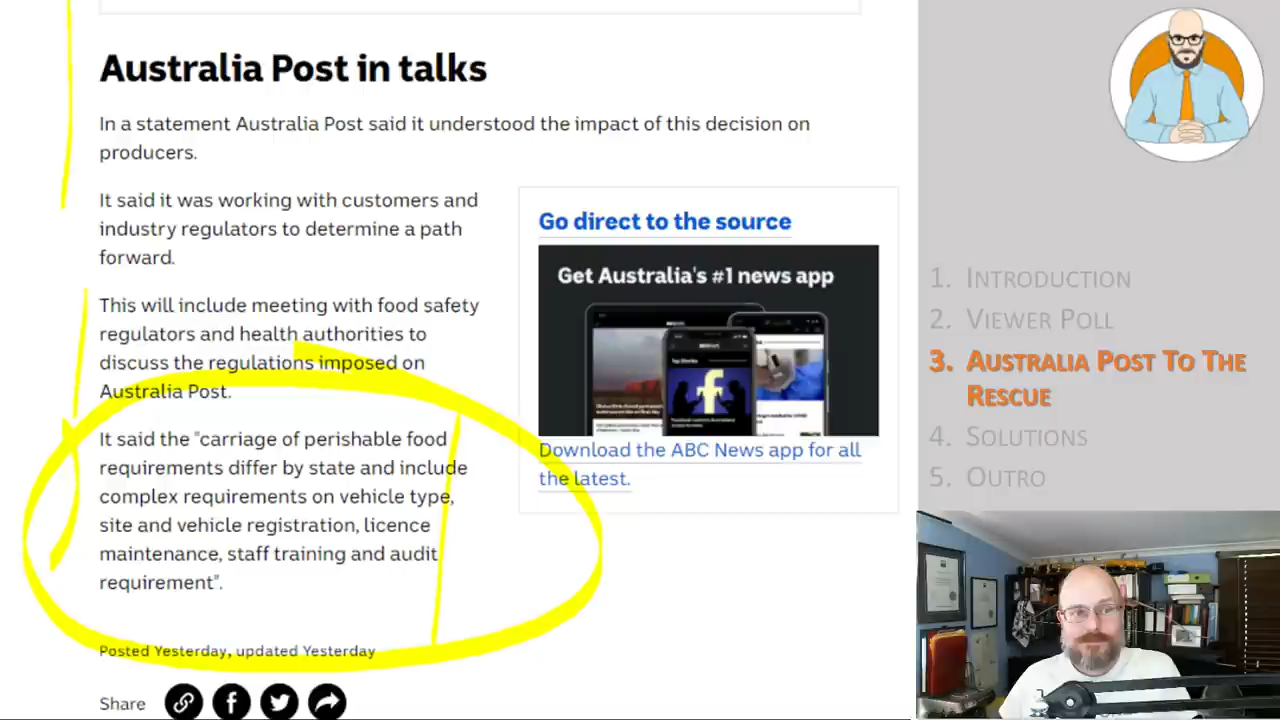 Australia Post in talks
In a statement Australia Post said it understood the impact of this decision on
producers.
It said it was working with customers and
industry regulators to determine a path
forward.
This will include meeting with food safety
regulators and health authorities to
discuss the regulations imposed on
Australia Post.
It said the "carriage of perishable food
requirements differ by state and include
complex requirements on vehicle type,
site and vehicle registration, licence
maintenance, staff training and audit
requirement".
Posted Yesterday, updated Yesterday
Share
Go direct to the source
Get Australia's #1 news app
Download the ABC News app for all
the latest.
1. Introduction
2. Viewer Poll
3. Australia Post To The
Rescue
4. Solutions
5. Outro